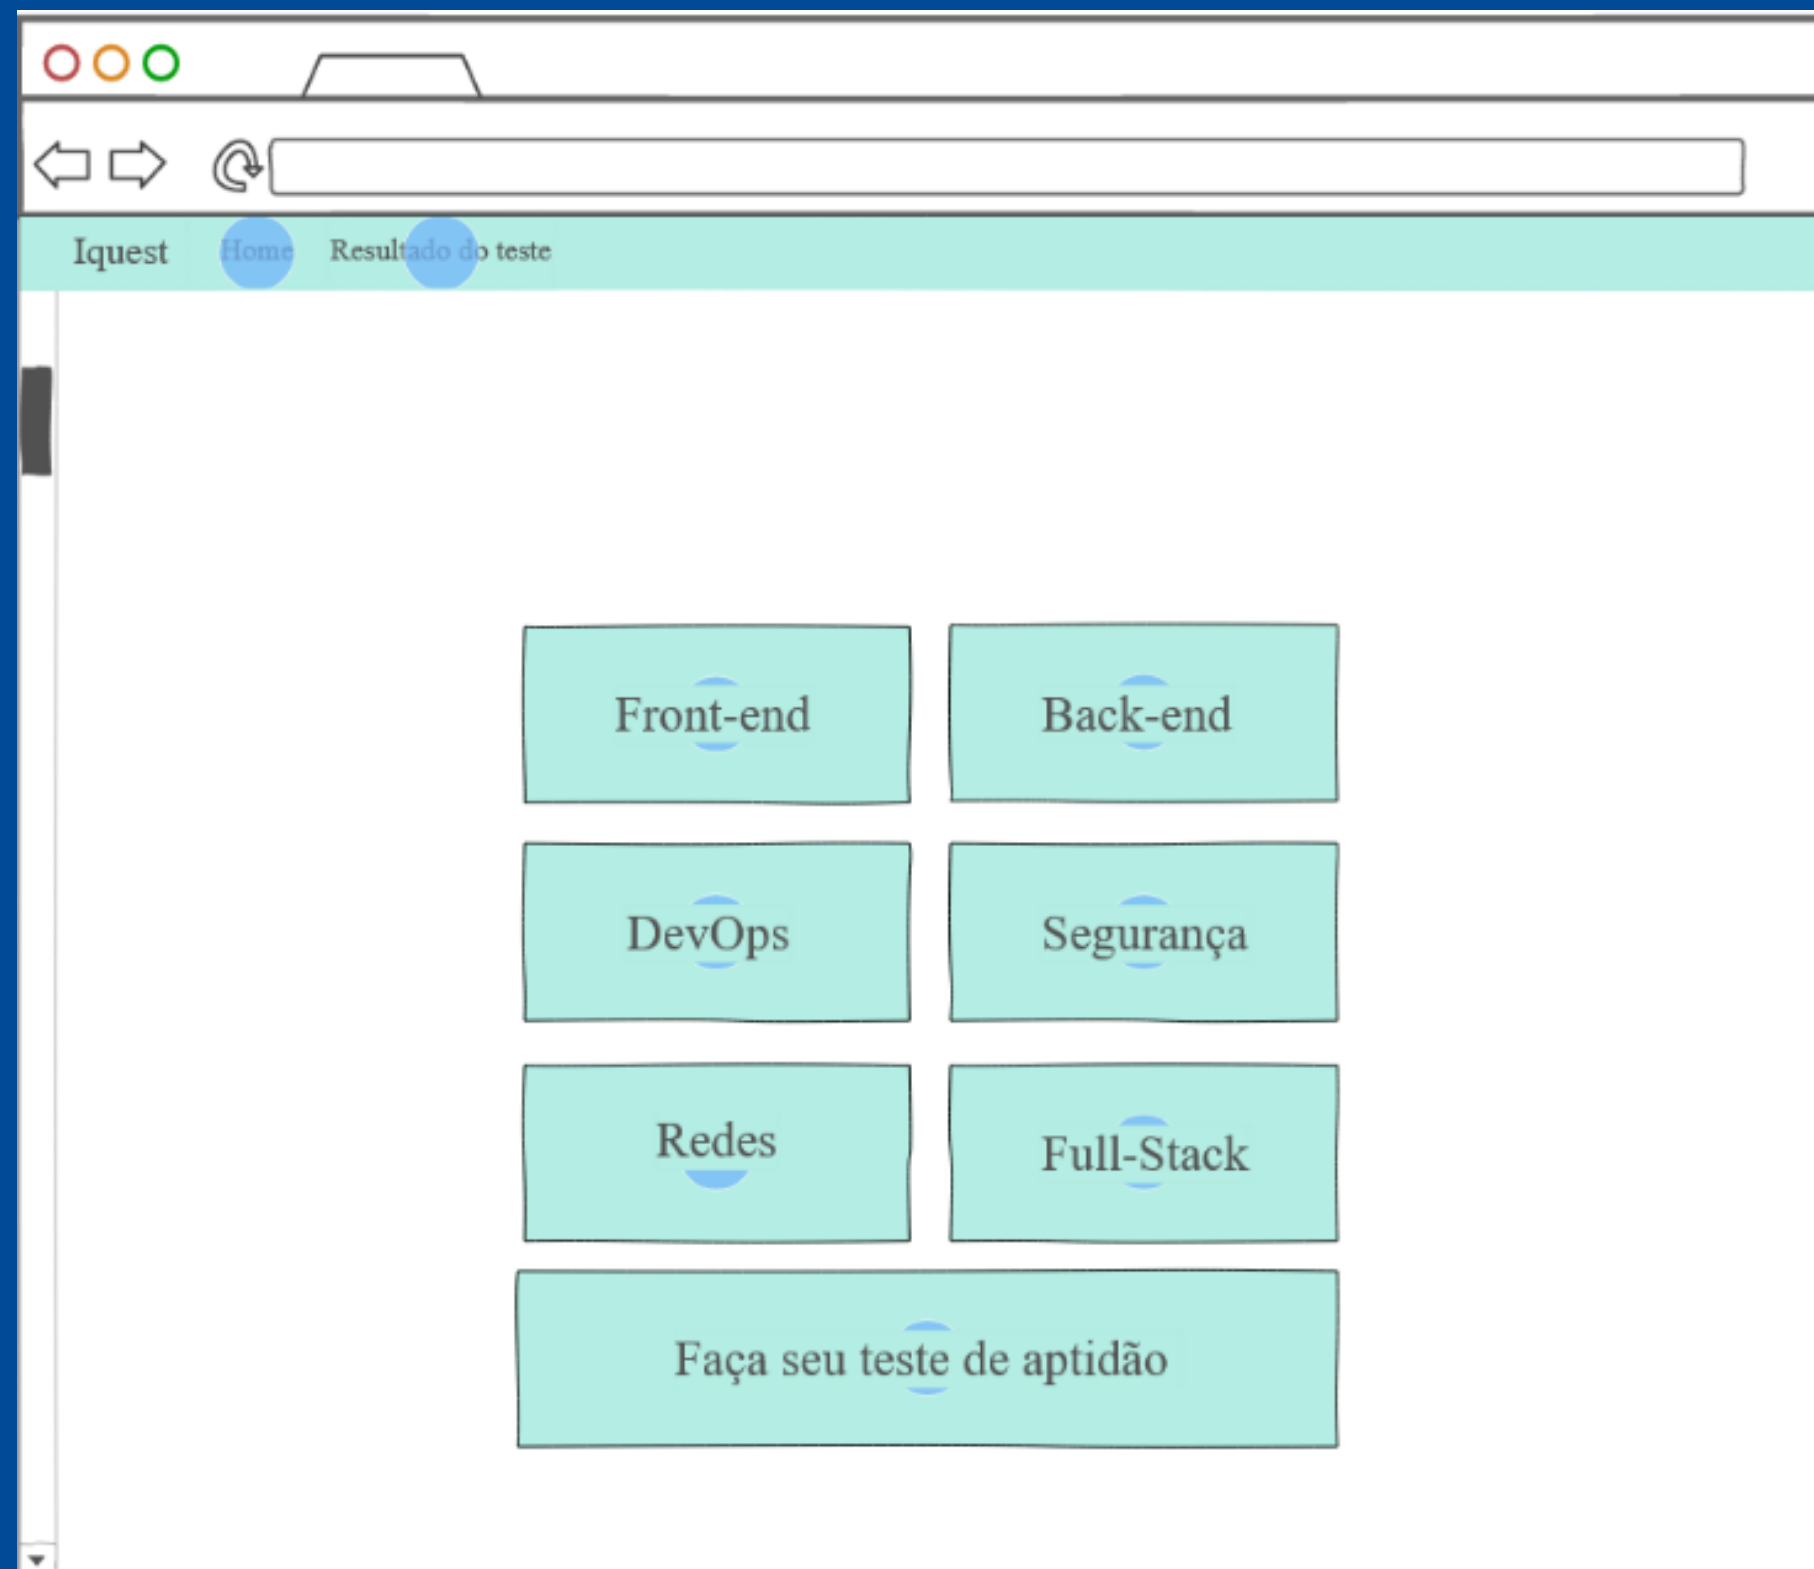 Iquest Home Resultado do teste
Front-end Back-end
DevOps Segurança
Redes Full-Stack
Faça seu teste de aptidão